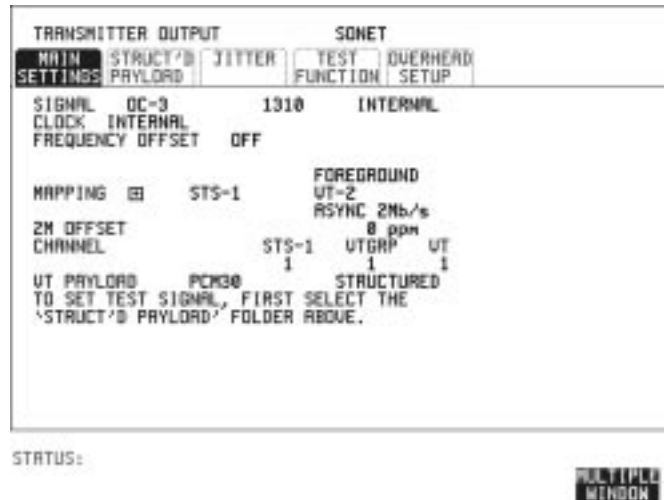 TRANSMITTER OUTPUT SONET
MAIN SETTINGS STRUCT'D PAYLOAD JITTER TEST FUNCTION OVERHEAD SETUP
SIGNAL OC-3 1310 INTERNAL
CLOCK INTERNAL
FREQUENCY OFFSET OFF
FOREGROUND
MAPPING + STS-1 VT-2
ASYNC 2Mb/s
2M OFFSET 0 ppm
CHANNEL STS-1 VTGRP VT
1 1 1
VT PAYLOAD PCM30 STRUCTURED
TO SET TEST SIGNAL, FIRST SELECT THE
'STRUCT'D PAYLOAD' FOLDER ABOVE.
STATUS:
MULTIPLE
WINDOW